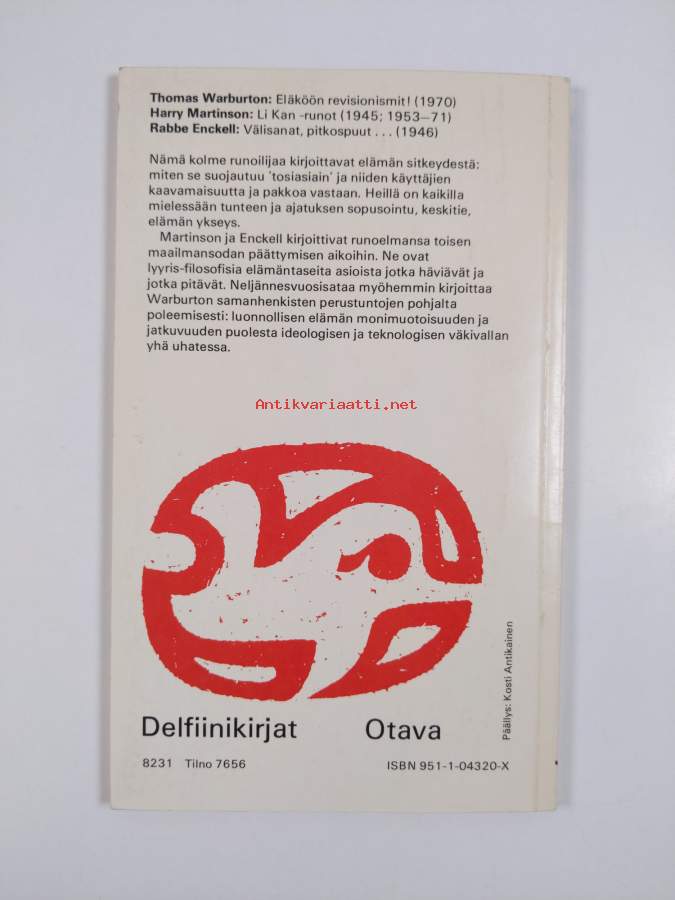 Thomas Warburton: Eläköön revisionismit! (1970)
Harry Martinson: Li Kan -runot (1945; 1953–71)
Rabbe Enckell: Välisanat, pitkospuut . . . (1946)
Nämä kolme runoilijaa kirjoittavat elämän sitkeydestä:
miten se suojautuu 'tosiasiain' ja niiden käyttäjien
kaavamaisuutta ja pakkoa vastaan. Heillä on kaikilla
mielessään tunteen ja ajatuksen sopusointu, keskitie,
elämän ykseys.
Martinson ja Enckell kirjoittivat runoelmansa toisen
maailmansodan päättymisen aikoihin. Ne ovat
lyyris-filosofisia elämäntaseita asioista jotka häviävät ja
jotka pitävät. Neljännesvuosisataa myöhemmin kirjoittaa
Warburton samanhenkisten perustuntojen pohjalta
poleemisesti: luonnollisen elämän monimuotoisuuden ja
jatkuvuuden puolesta ideologisen ja teknologisen väkivallan
yhä uhatessa.
Antikvariaatti.net
Päällys: Kosti Antikainen
Delfiinikirjat Otava
8231 Tilno 7656 ISBN 951-1-04320-X